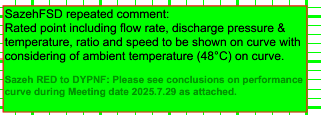 SazehFSD repeated comment:
Rated point including flow rate, discharge pressure &
temperature, ratio and speed to be shown on curve with
considering of ambient temperature (48°C) on curve.
Sazeh RED to DYPNF: Please see conclusions on performance
curve during Meeting date 2025.7.29 as attached.